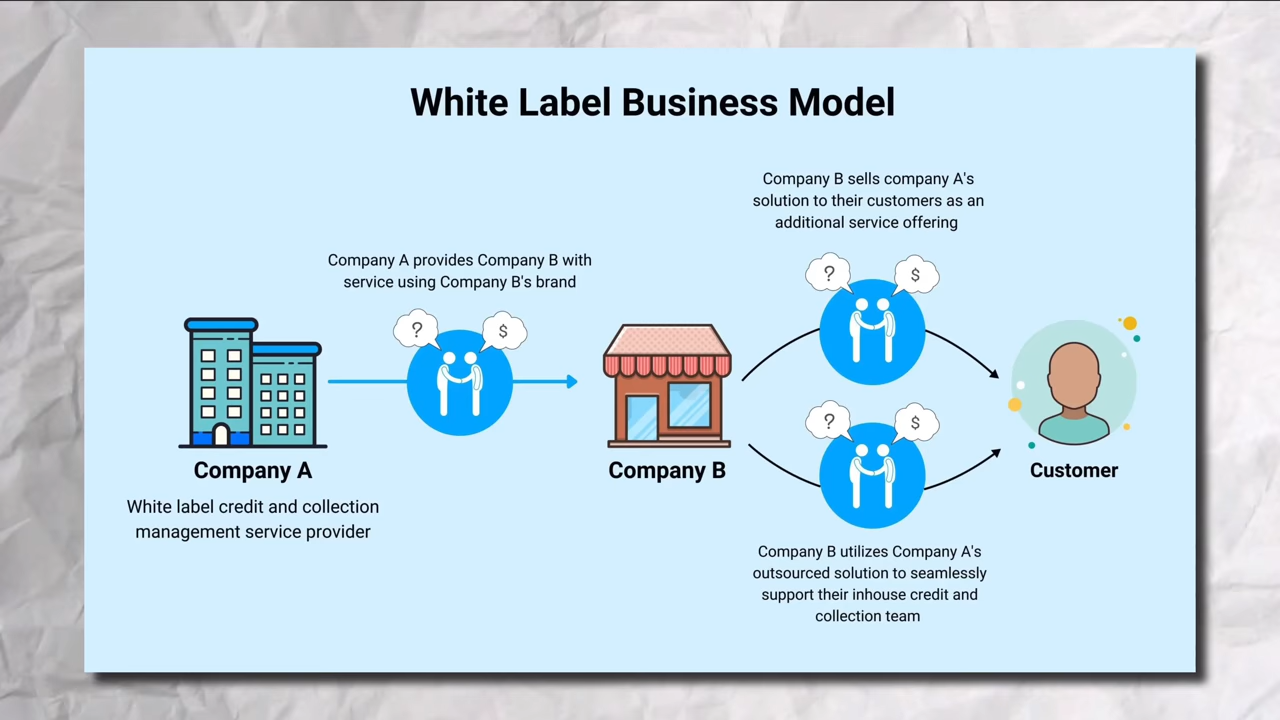 White Label Business Model
Company B sells company A's
solution to their customers as an
additional service offering
Company A provides Company B with
service using Company B's brand
? $
? $
? $
Company A
White label credit and collection
management service provider
Company B
Customer
Company B utilizes Company A's
outsourced solution to seamlessly
support their inhouse credit and
collection team